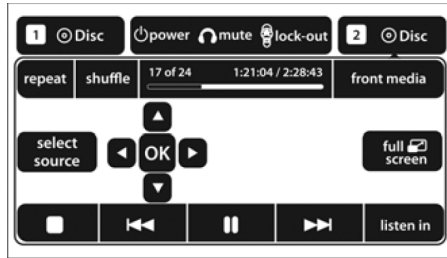 1 Disc
power mute lock-out
2 Disc
repeat
shuffle
17 of 24 1:21:04 / 2:28:43
front media
select
source
OK
full
screen
listen in